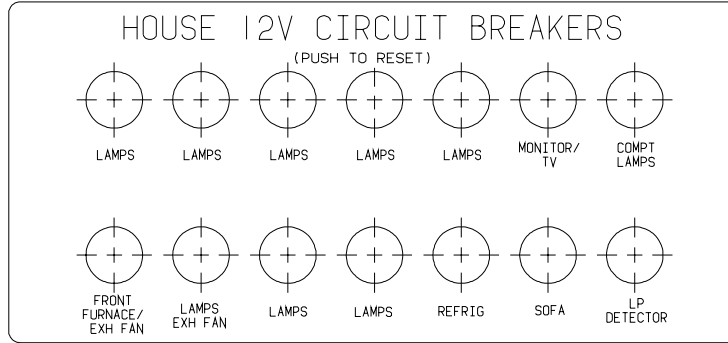 HOUSE 12V CIRCUIT BREAKERS
(PUSH TO RESET)
LAMPS LAMPS LAMPS LAMPS LAMPS MONITOR/ COMPT
TV LAMPS
FRONT LAMPS LAMPS LAMPS REFRIG SOFA LP
FURNACE/ EXH FAN DETECTOR
EXH FAN